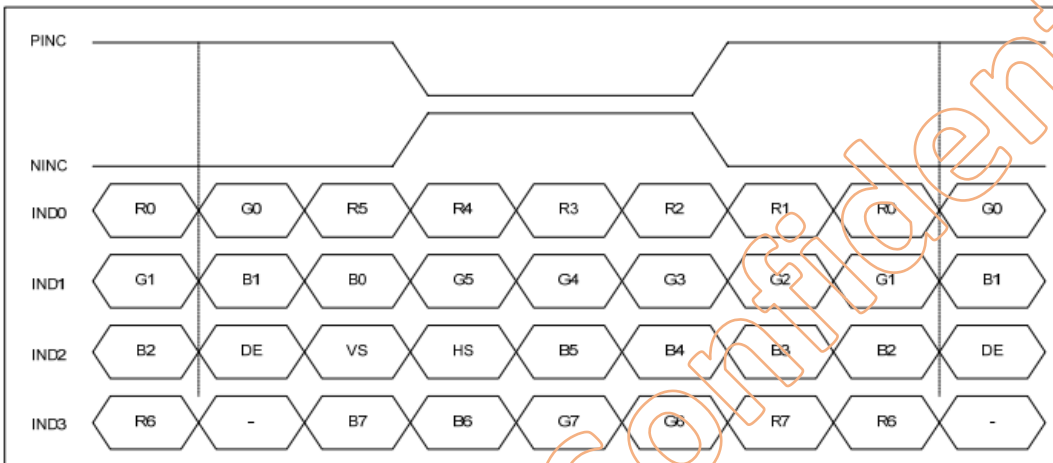 PINC
NINC
IND0 R0 G0 R5 R4 R3 R2 R1 R0 G0
IND1 G1 B1 B0 G5 G4 G3 G2 G1 B1
IND2 B2 DE VS HS B5 B4 B3 B2 DE
IND3 R6 - B7 B6 G7 G6 R7 R6 -
confident